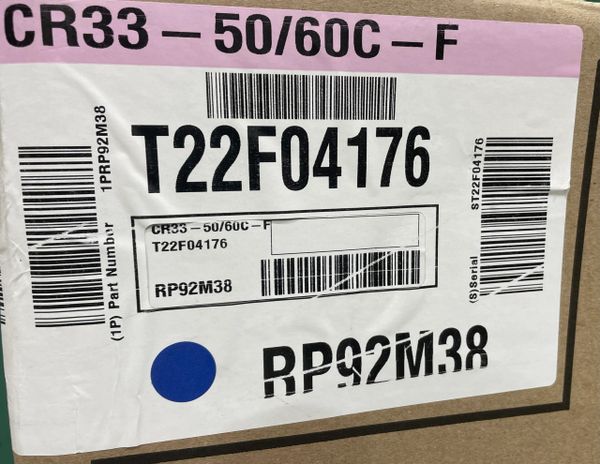 CR33 – 50/60C – F
T22F04176
(1P) Part Number 1PRP92M38
CR33 – 50/60C – F
T22F04176
RP92M38
(S)Serial ST22F04176
RP92M38